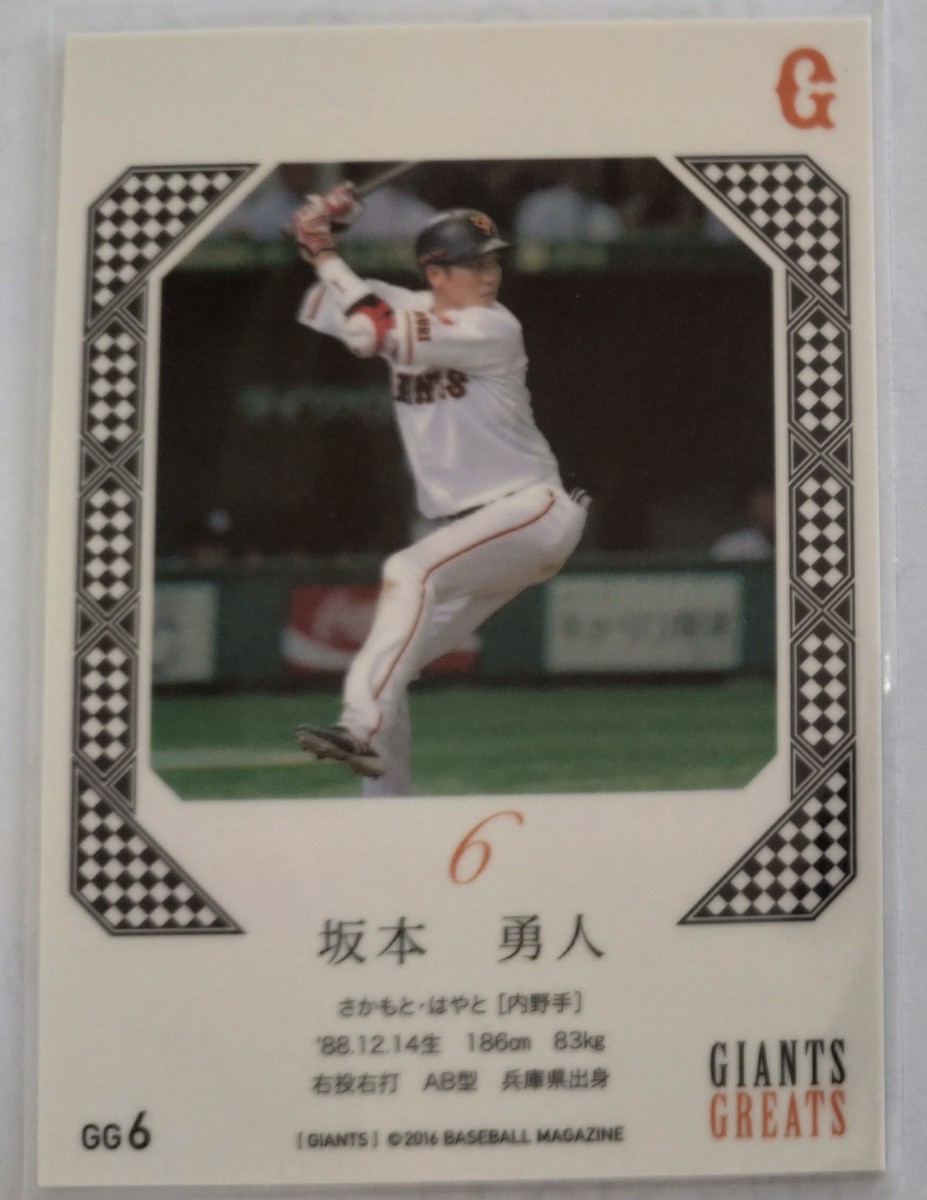 G
6
坂本 勇人
さかもと・はやと [内野手]
'88.12.14生 186cm 83kg
右投右打 AB型 兵庫県出身
GIANTS
GREATS
GG6
[GIANTS] ©2016 BASEBALL MAGAZINE